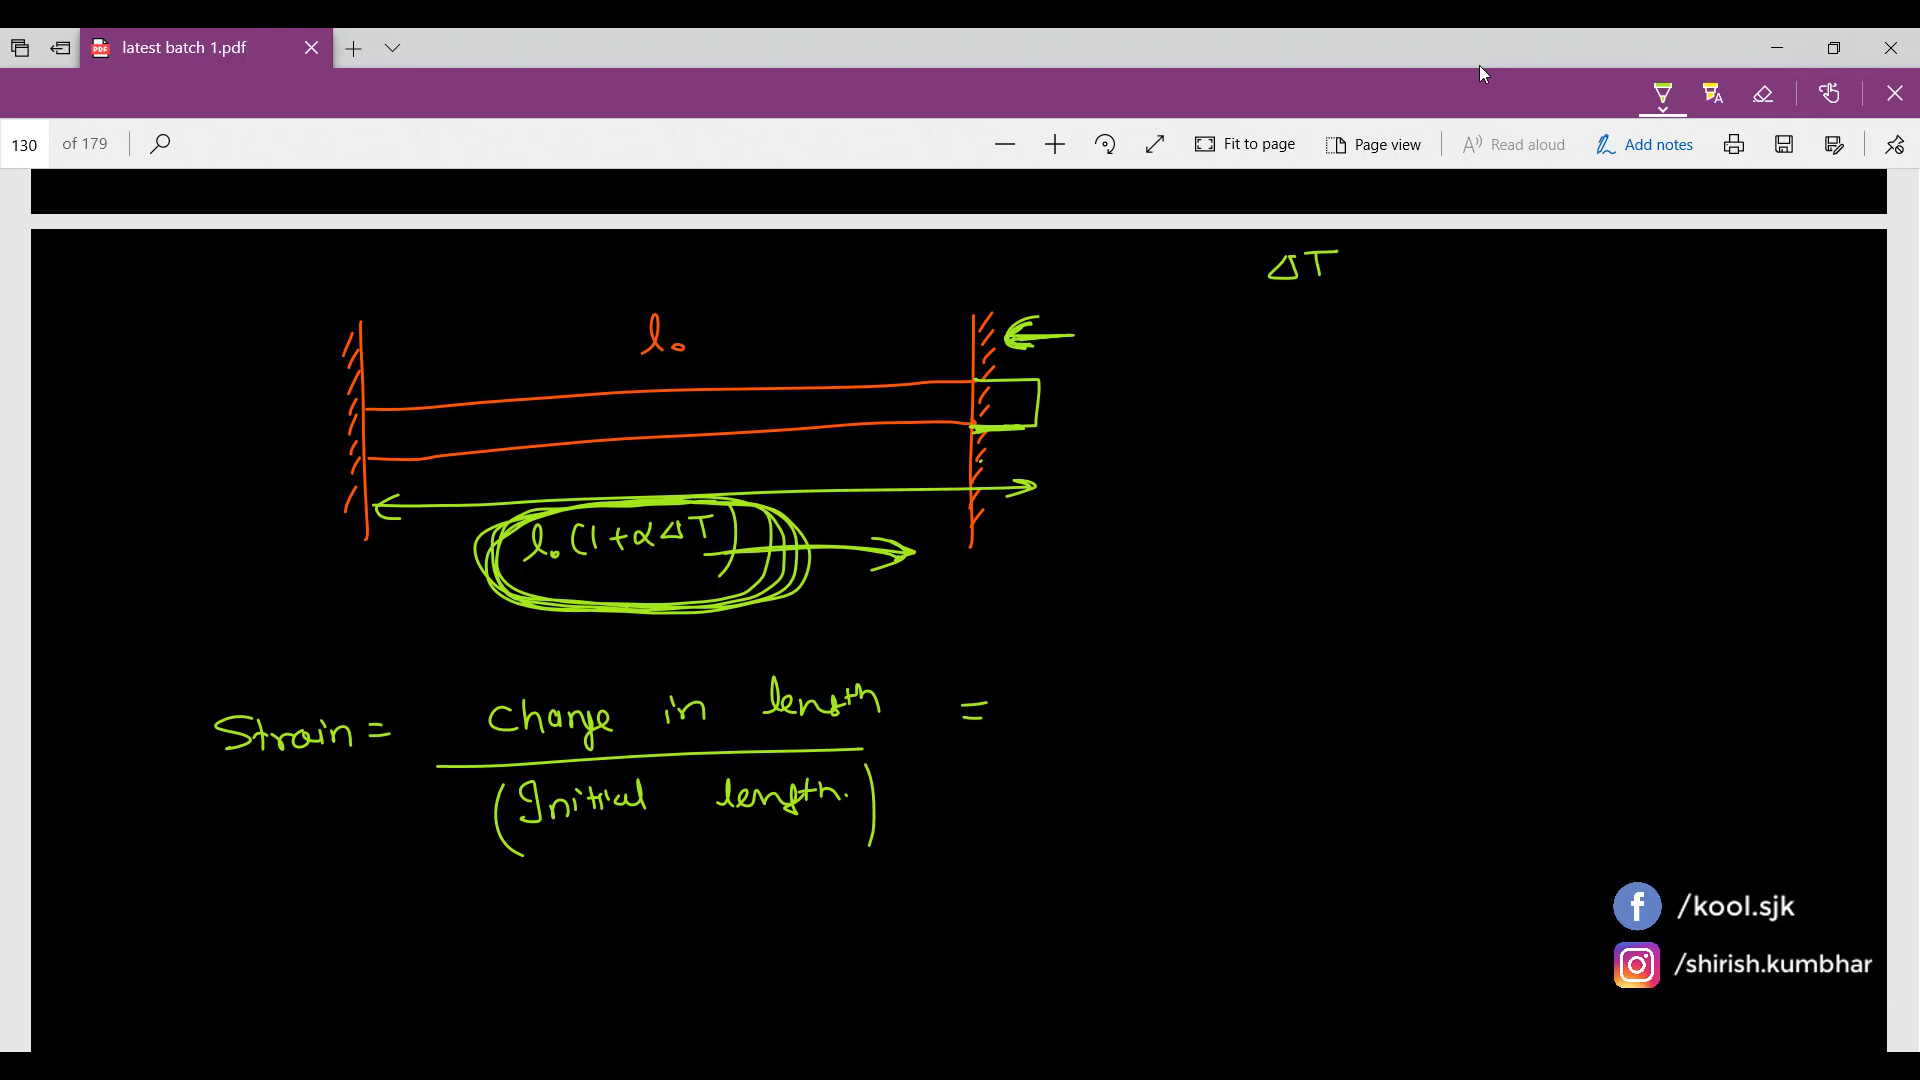 latest batch 1.pdf
130 of 179
Fit to page
Page view
Read aloud
Add notes
ΔT
l₀
l₀(1+αΔT)
Strain = Change in length =
(Initial length.)
/kool.sjk
/shirish.kumbhar